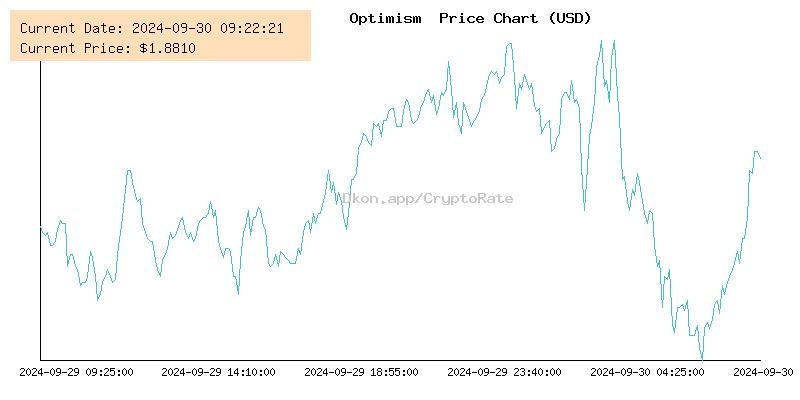 Optimism  Price Chart (USD)
Current Date: 2024-09-30 09:22:21
Current Price: $1.8810
Dkon.app/CryptoRate
2024-09-29 09:25:00 2024-09-29 14:10:00 2024-09-29 18:55:00 2024-09-29 23:40:00 2024-09-30 04:25:00 2024-09-30